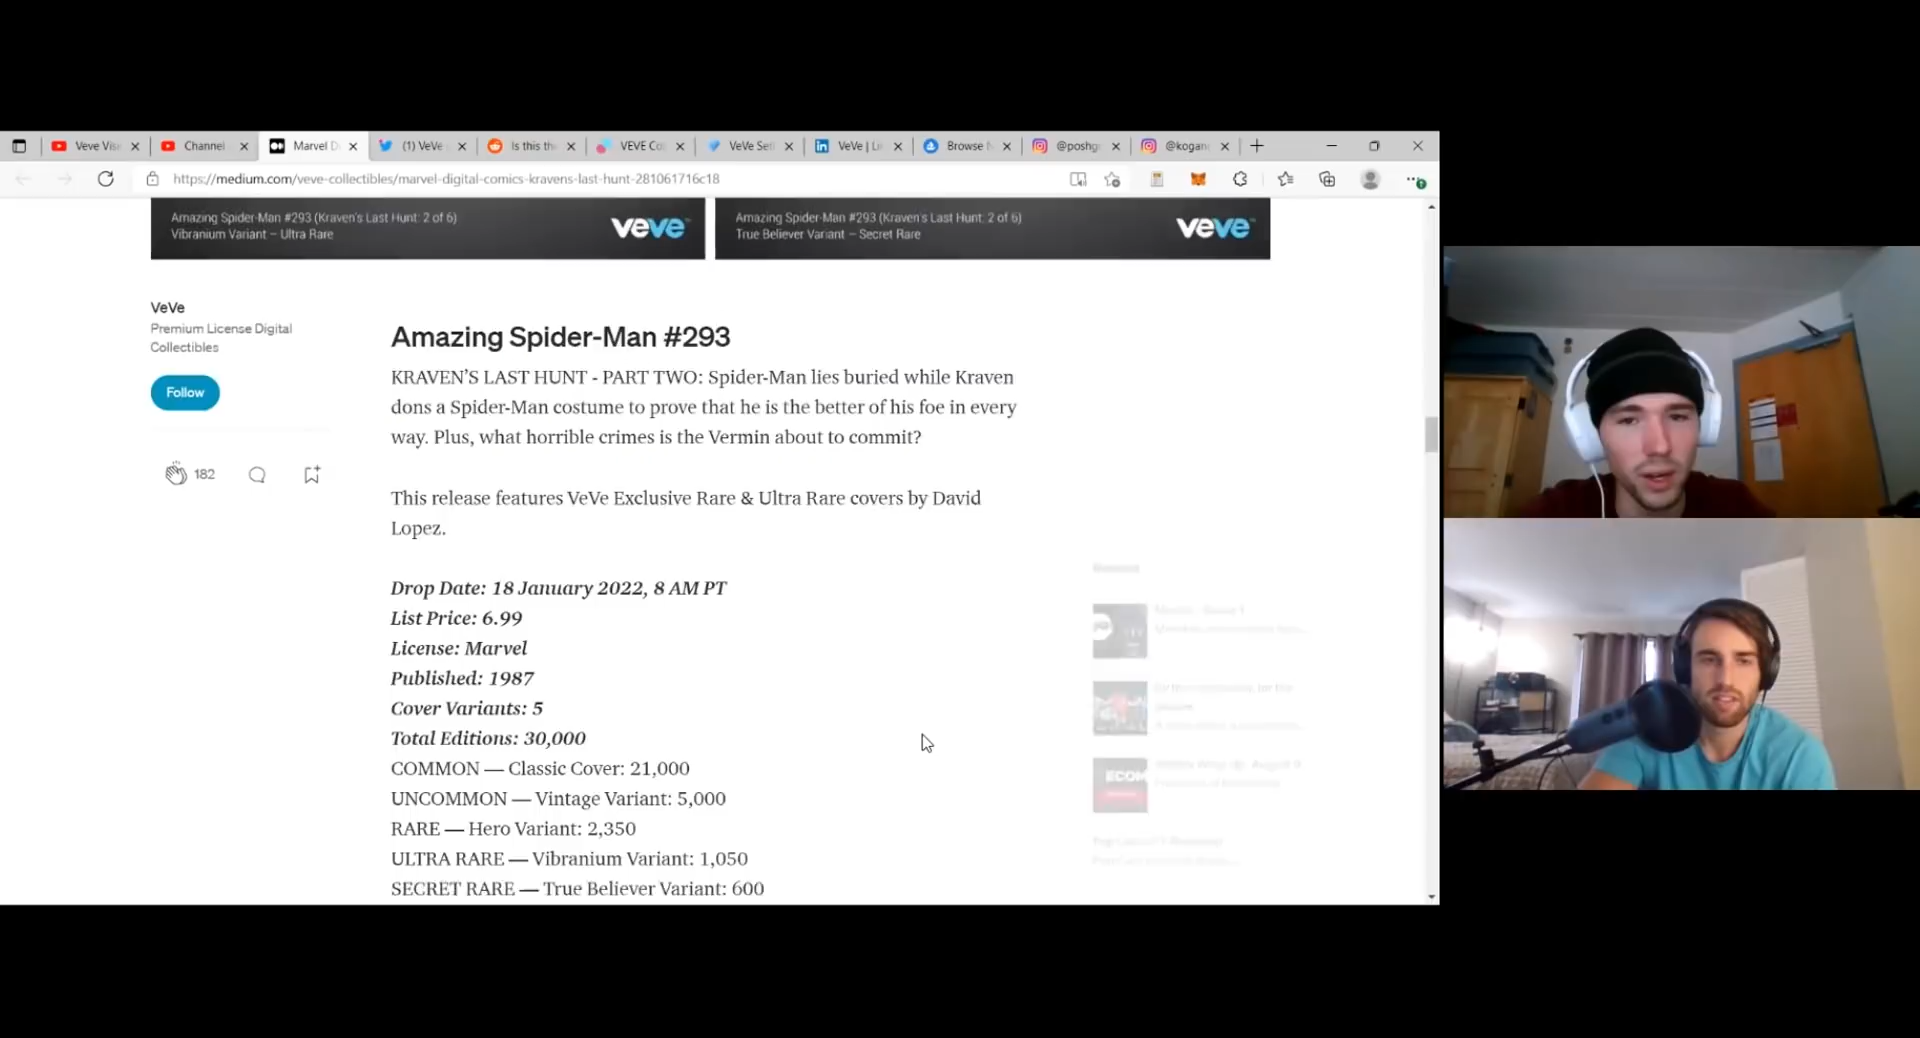 Veve Vise
Channel
Marvel D
(1) VeVe
Is this the
VEVE Co
VeVe Seti
VeVe | Li
Browse N
@poshg
@kogan
https://medium.com/veve-collectibles/marvel-digital-comics-kravens-last-hunt-281061716c18
Amazing Spider-Man #293 (Kraven's Last Hunt: 2 of 6)
Vibranium Variant – Ultra Rare
veve
Amazing Spider-Man #293 (Kraven's Last Hunt: 2 of 6)
True Believer Variant – Secret Rare
veve
VeVe
Premium License Digital
Collectibles
Follow
182
Amazing Spider-Man #293
KRAVEN’S LAST HUNT - PART TWO: Spider-Man lies buried while Kraven
dons a Spider-Man costume to prove that he is the better of his foe in every
way. Plus, what horrible crimes is the Vermin about to commit?
This release features VeVe Exclusive Rare & Ultra Rare covers by David
Lopez.
Drop Date: 18 January 2022, 8 AM PT
List Price: 6.99
License: Marvel
Published: 1987
Cover Variants: 5
Total Editions: 30,000
COMMON — Classic Cover: 21,000
UNCOMMON — Vintage Variant: 5,000
RARE — Hero Variant: 2,350
ULTRA RARE — Vibranium Variant: 1,050
SECRET RARE — True Believer Variant: 600
ECOM